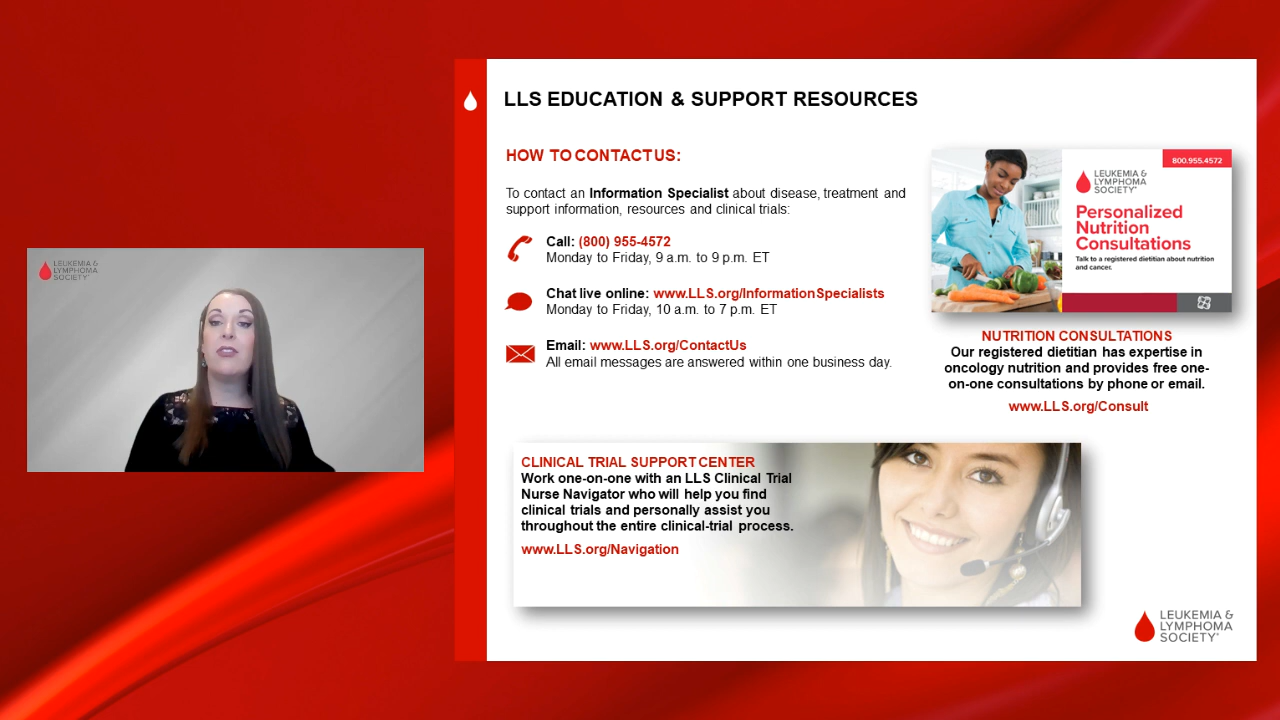 LEUKEMIA &
LYMPHOMA
SOCIETY®
LLS EDUCATION & SUPPORT RESOURCES
HOW TO CONTACT US:
To contact an Information Specialist about disease, treatment and
support information, resources and clinical trials:
Call: (800) 955-4572
Monday to Friday, 9 a.m. to 9 p.m. ET
Chat live online: www.LLS.org/InformationSpecialists
Monday to Friday, 10 a.m. to 7 p.m. ET
Email: www.LLS.org/ContactUs
All email messages are answered within one business day.
800.955.4572
LEUKEMIA &
LYMPHOMA
SOCIETY®
Personalized
Nutrition
Consultations
Talk to a registered dietitian about nutrition
and cancer.
NUTRITION CONSULTATIONS
Our registered dietitian has expertise in
oncology nutrition and provides free one-
on-one consultations by phone or email.
www.LLS.org/Consult
CLINICAL TRIAL SUPPORT CENTER
Work one-on-one with an LLS Clinical Trial
Nurse Navigator who will help you find
clinical trials and personally assist you
throughout the entire clinical-trial process.
www.LLS.org/Navigation
LEUKEMIA &
LYMPHOMA
SOCIETY®